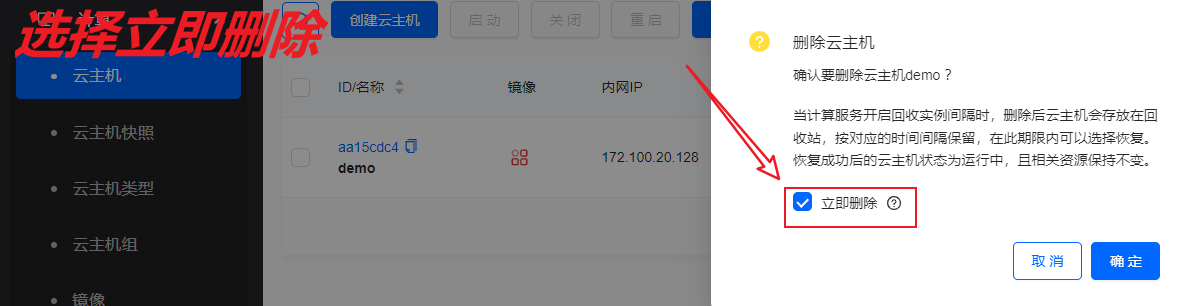 选择立即删除
创建云主机
启 动
关 闭
重 启
云主机
云主机快照
云主机类型
云主机组
镜像
ID/名称
镜像
内网IP
aa15cdc4
demo
172.100.20.128
删除云主机
确认要删除云主机demo ？
当计算服务开启回收实例间隔时，删除后云主机会存放在回
收站，按对应的时间间隔保留，在此期限内可以选择恢复。
恢复成功后的云主机状态为运行中，且相关资源保持不变。
立即删除
取 消
确 定